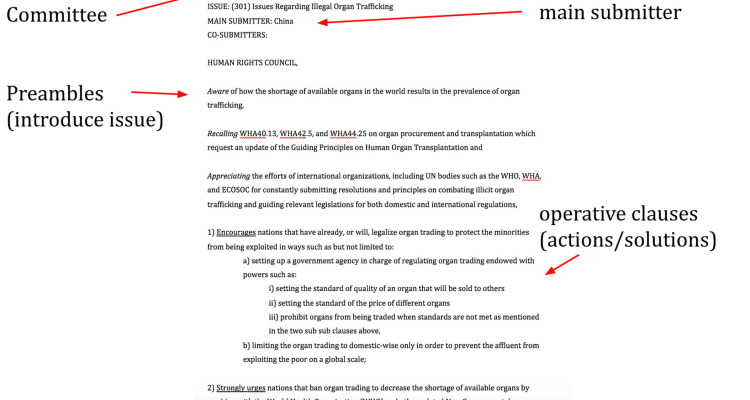 ISSUE: (301) Issues Regarding Illegal Organ Trafficking
Committee
main submitter
MAIN SUBMITTER: China
CO-SUBMITTERS:
HUMAN RIGHTS COUNCIL,
Preambles
(introduce issue)
Aware of how the shortage of available organs in the world results in the prevalence of organ
trafficking,
Recalling WHA40.13, WHA42.5, and WHA44.25 on organ procurement and transplantation which
request an update of the Guiding Principles on Human Organ Transplantation and
Appreciating the efforts of international organizations, including UN bodies such as the WHO, WHA,
and ECOSOC for constantly submitting resolutions and principles on combating illicit organ
trafficking and guiding relevant legislations for both domestic and international regulations,
operative clauses
(actions/solutions)
1) Encourages nations that have already, or will, legalize organ trading to protect the minorities
from being exploited in ways such as but not limited to:
a) setting up a government agency in charge of regulating organ trading endowed with
powers such as:
i) setting the standard of quality of an organ that will be sold to others
ii) setting the standard of the price of different organs
iii) prohibit organs from being traded when standards are not met as mentioned
in the two sub sub clauses above,
b) limiting the organ trading to domestic-wise only in order to prevent the affluent from
exploiting the poor on a global scale;
2) Strongly urges nations that ban organ trading to decrease the shortage of available organs by